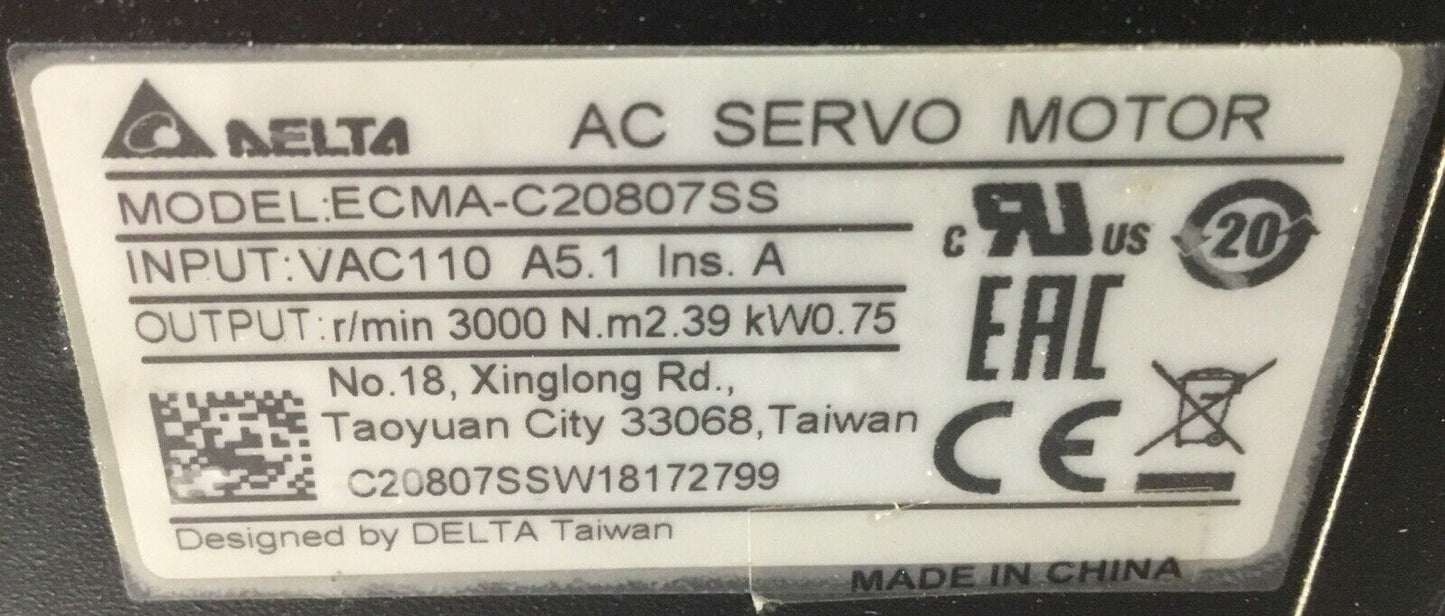 DELTA AC SERVO MOTOR
MODEL:ECMA-C20807SS
INPUT:VAC110 A5.1 Ins. A
OUTPUT:r/min 3000 N.m2.39 kW0.75
c RU US 20
EAC
No.18, Xinglong Rd.,
Taoyuan City 33068,Taiwan
C20807SSW18172799
CE
Designed by DELTA Taiwan
MADE IN CHINA